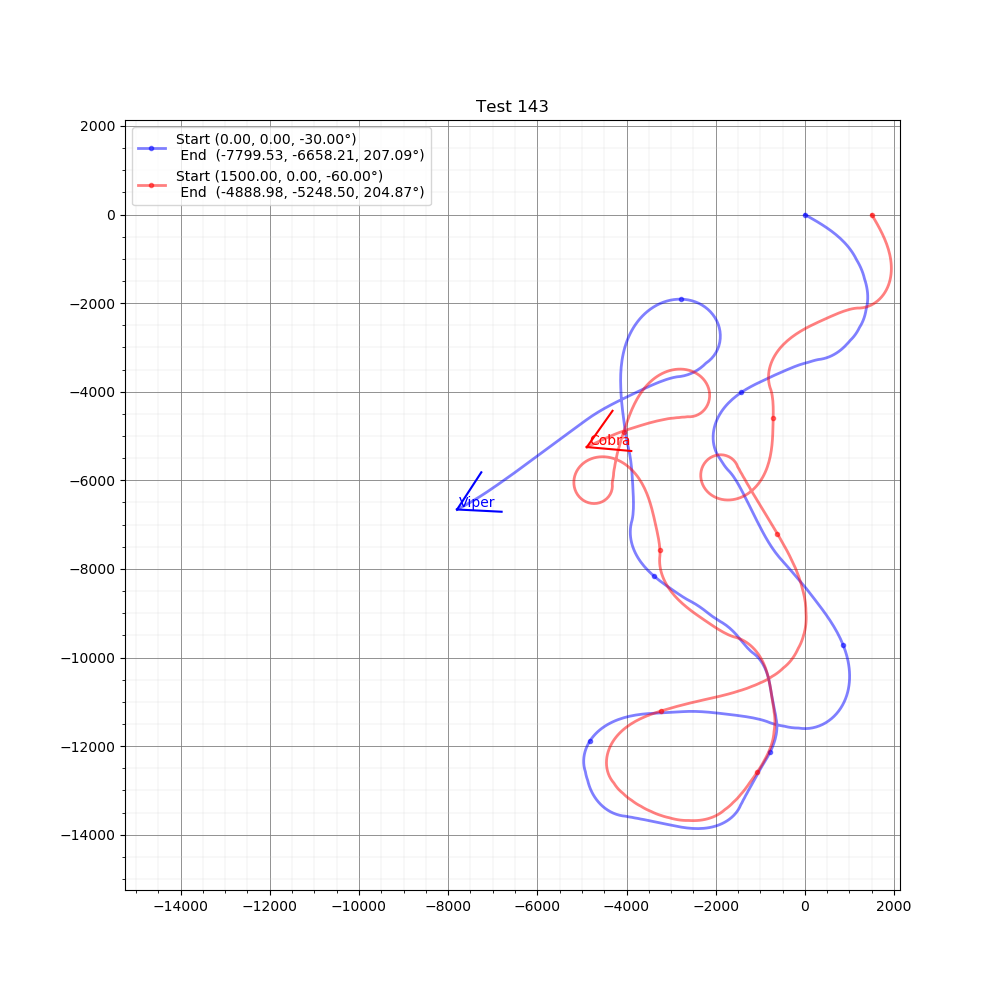 Test 143
Start (0.00, 0.00, -30.00°)
End  (-7799.53, -6658.21, 207.09°)
Start (1500.00, 0.00, -60.00°)
End  (-4888.98, -5248.50, 204.87°)
2000
0
−2000
−4000
−6000
−8000
−10000
−12000
−14000
Cobra
Viper
−14000 −12000 −10000 −8000 −6000 −4000 −2000 0 2000